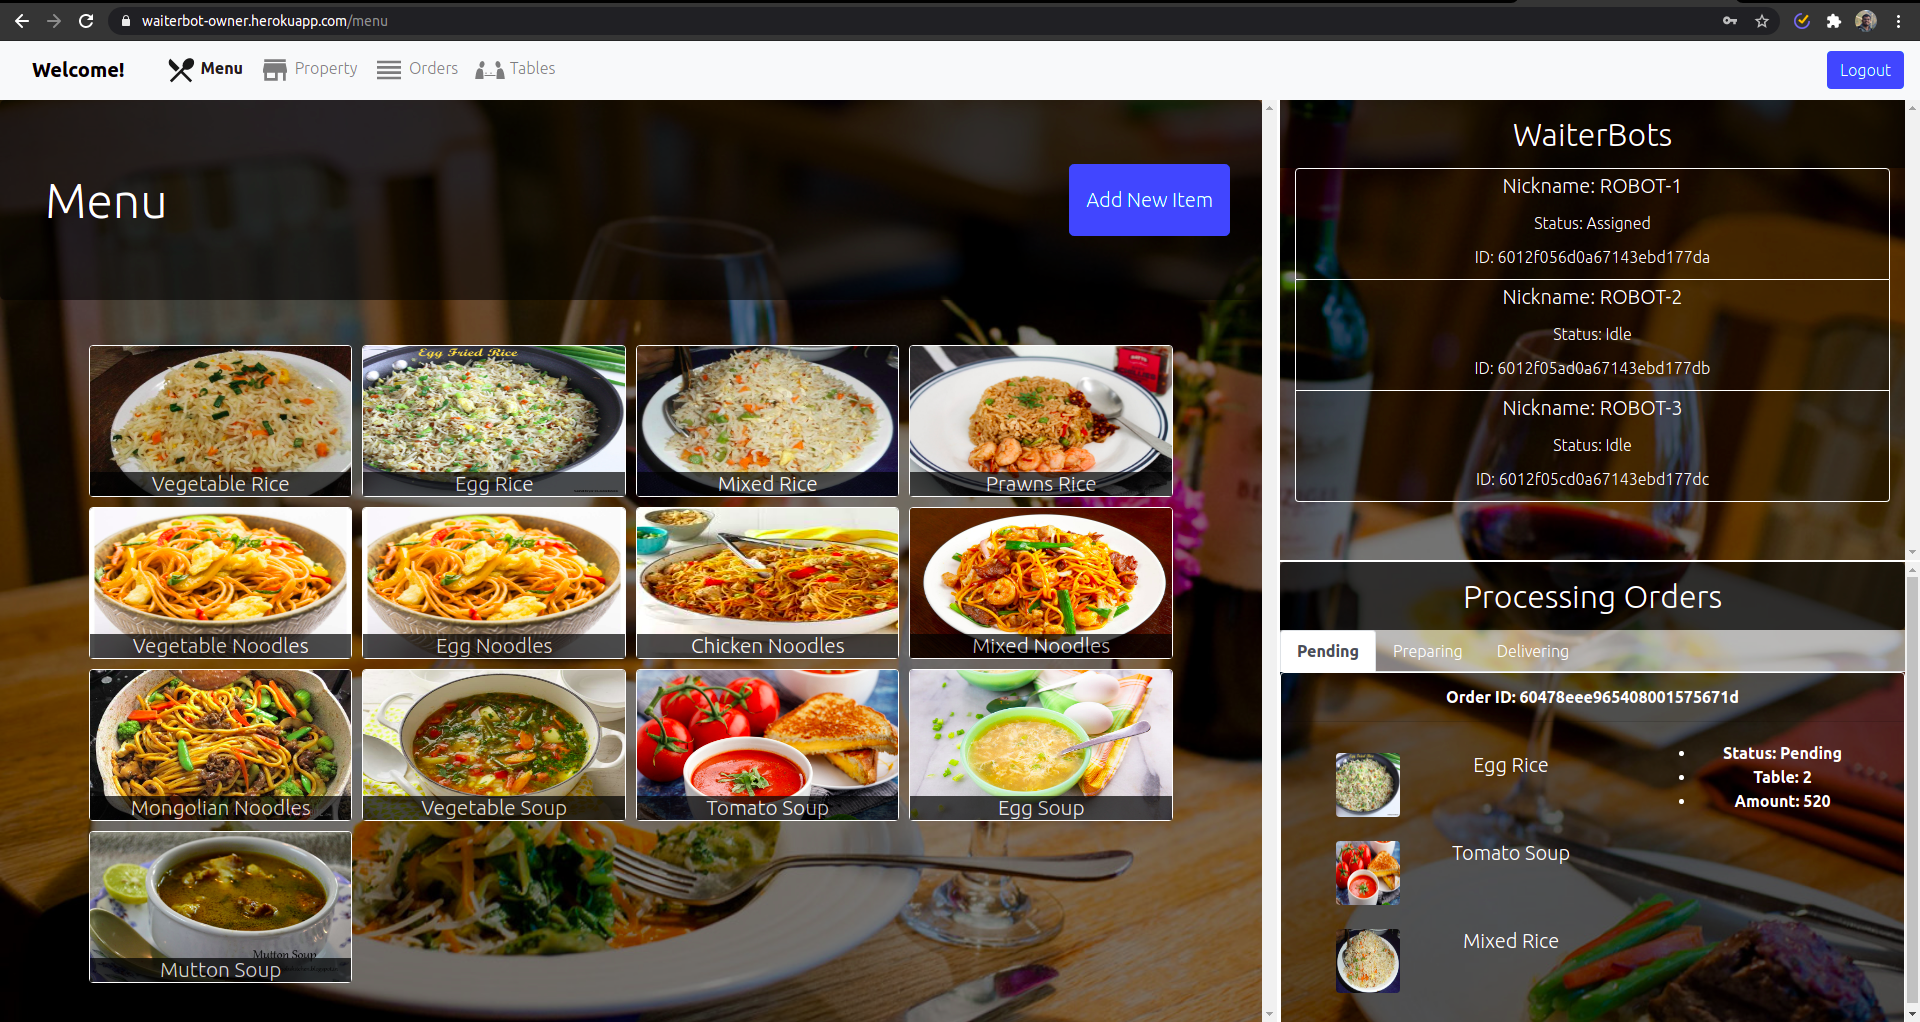 waiterbot-owner.herokuapp.com/menu
Welcome!
Menu
Property
Orders
Tables
Logout
Menu
Add New Item
Egg Fried Rice
Vegetable Rice
Egg Rice
Mixed Rice
Prawns Rice
Vegetable Noodles
Egg Noodles
Chicken Noodles
Mixed Noodles
Mongolian Noodles
Vegetable Soup
Tomato Soup
Egg Soup
Mutton Soup
Mutton Soup
WaiterBots
Nickname: ROBOT-1
Status: Assigned
ID: 6012f056d0a67143ebd177da
Nickname: ROBOT-2
Status: Idle
ID: 6012f05ad0a67143ebd177db
Nickname: ROBOT-3
Status: Idle
ID: 6012f05cd0a67143ebd177dc
Processing Orders
Pending
Preparing
Delivering
Order ID: 60478eee965408001575671d
Egg Rice
Tomato Soup
Mixed Rice
• Status: Pending
• Table: 2
• Amount: 520